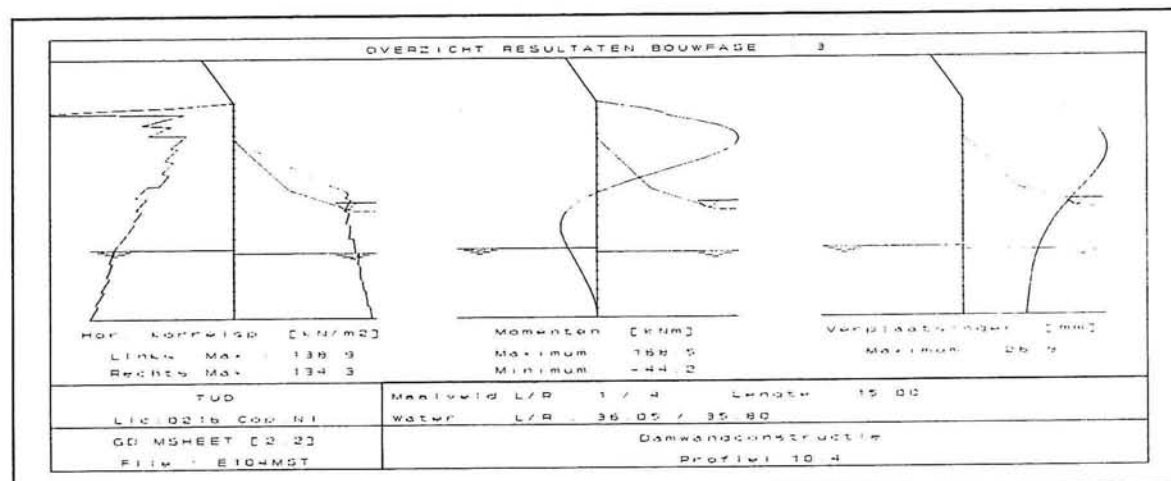 OVERZICHT RESULTATEN BOUWFASE 3
Hor. korrelsp [kN/m2]
Links Max : 138.9
Rechts Max 134.3
Momenten [kNm]
Maximum 168.5
Minimum -44.2
Verplaatsingen [mm]
Maximum 26.9
TUD
Lic:0216 Cop N1
GD MSHEET [2.2]
File : E104MST
Maaiveld L/R 1 / 4 Lengte 15.00
Water L/R . 36.05 / 35.80
Damwandconstructie
Profiel 10.4